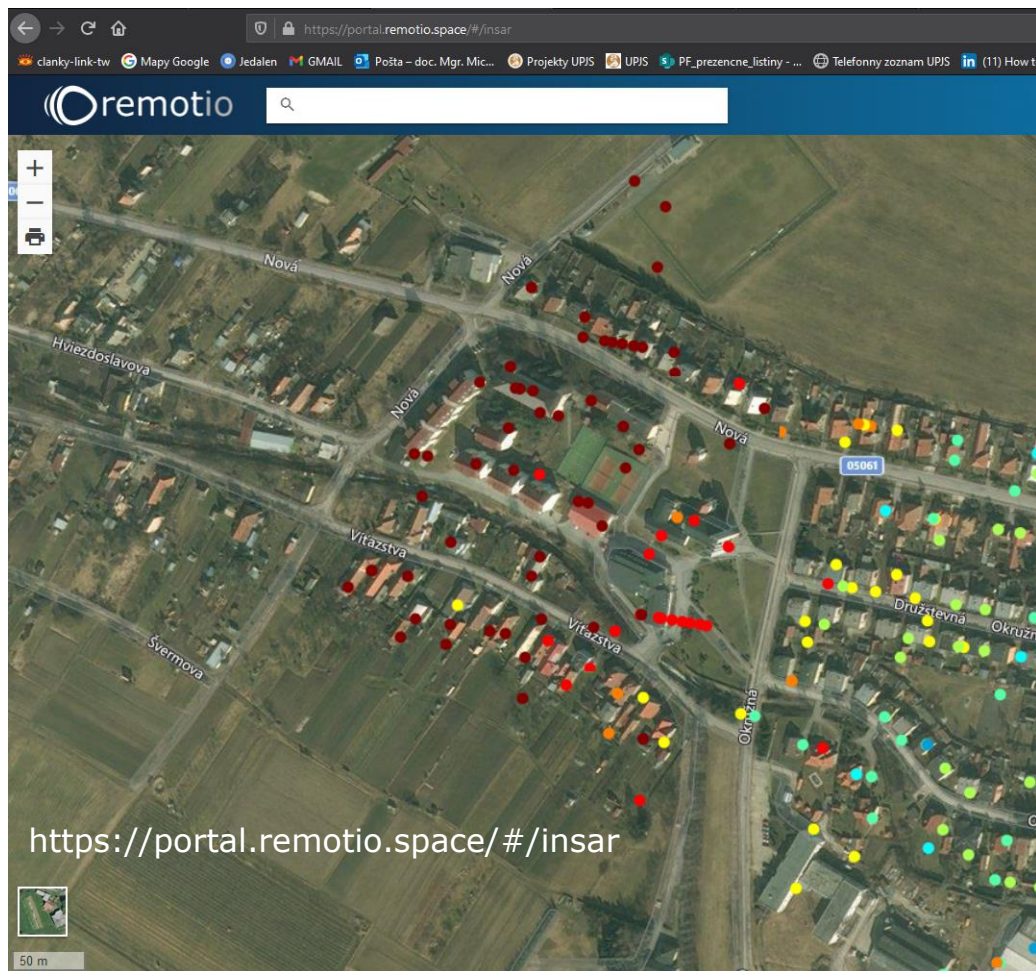 https://portal.remotio.space/#/insar
clanky-link-tw Mapy Google Jedalen GMAIL Pošta – doc. Mgr. Mic... Projekty UPJS UPJS PF_prezencne_listiny - ... Telefonny zoznam UPJS (11) How t
remotio
Nová
Nová
Hviezdoslavova
Nová
Nová
05061
Víťazstva
Družstevná
Okružn
Víťazstva
Švermova
Okružná
https://portal.remotio.space/#/insar
50 m